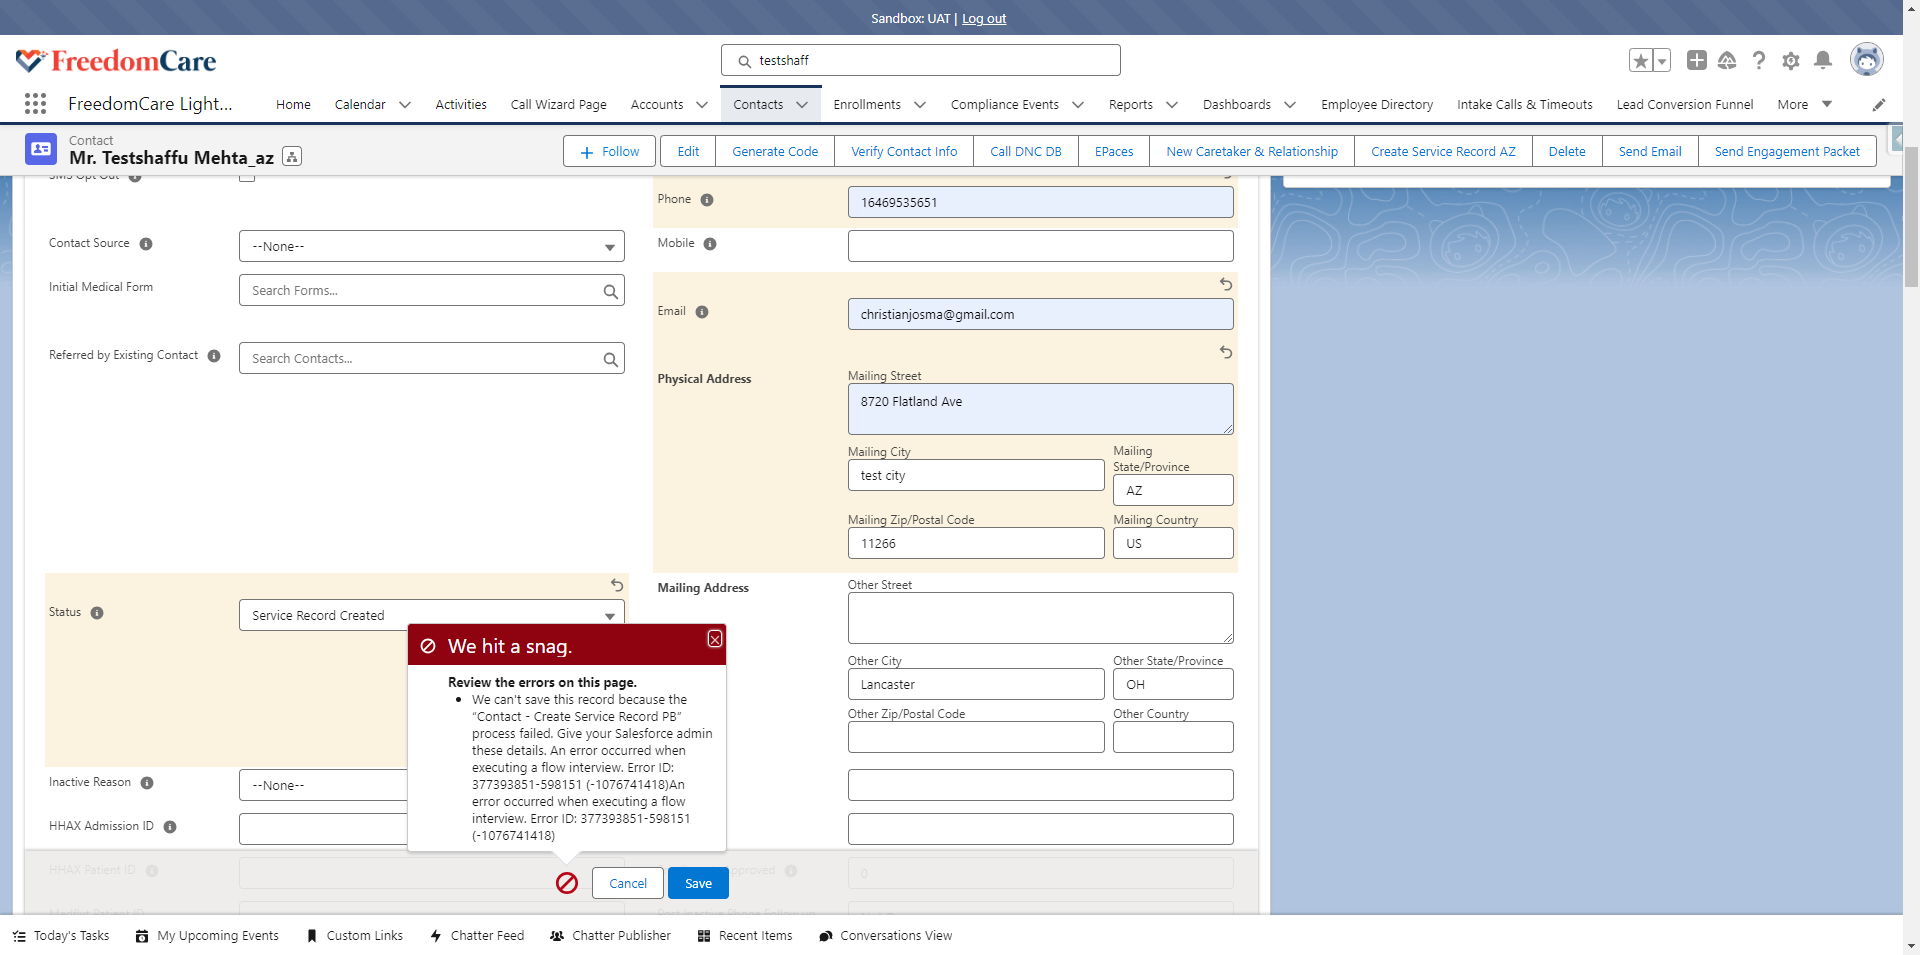 Sandbox: UAT | Log out
FreedomCare
testshaff
FreedomCare Light...
Home
Calendar
Activities
Call Wizard Page
Accounts
Contacts
Enrollments
Compliance Events
Reports
Dashboards
Employee Directory
Intake Calls & Timeouts
Lead Conversion Funnel
More
Contact
Mr. Testshaffu Mehta_az
Follow
Edit
Generate Code
Verify Contact Info
Call DNC DB
EPaces
New Caretaker & Relationship
Create Service Record AZ
Delete
Send Email
Send Engagement Packet
SMS Opt Out
Phone
16469535651
Contact Source
--None--
Mobile
Initial Medical Form
Search Forms...
Email
christianjosma@gmail.com
Referred by Existing Contact
Search Contacts...
Physical Address
Mailing Street
8720 Flatland Ave
Mailing City
test city
Mailing
State/Province
AZ
Mailing Zip/Postal Code
11266
Mailing Country
US
Status
Service Record Created
Mailing Address
Other Street
Other City
Lancaster
Other State/Province
OH
Other Zip/Postal Code
Other Country
We hit a snag.
Review the errors on this page.
We can't save this record because the
“Contact - Create Service Record PB”
process failed. Give your Salesforce admin
these details. An error occurred when
executing a flow interview. Error ID:
377393851-598151 (-1076741418)An
error occurred when executing a flow
interview. Error ID: 377393851-598151
(-1076741418)
Inactive Reason
--None--
HHAX Admission ID
HHAX Patient ID
pproved
0
Cancel
Save
Today's Tasks
My Upcoming Events
Custom Links
Chatter Feed
Chatter Publisher
Recent Items
Conversations View